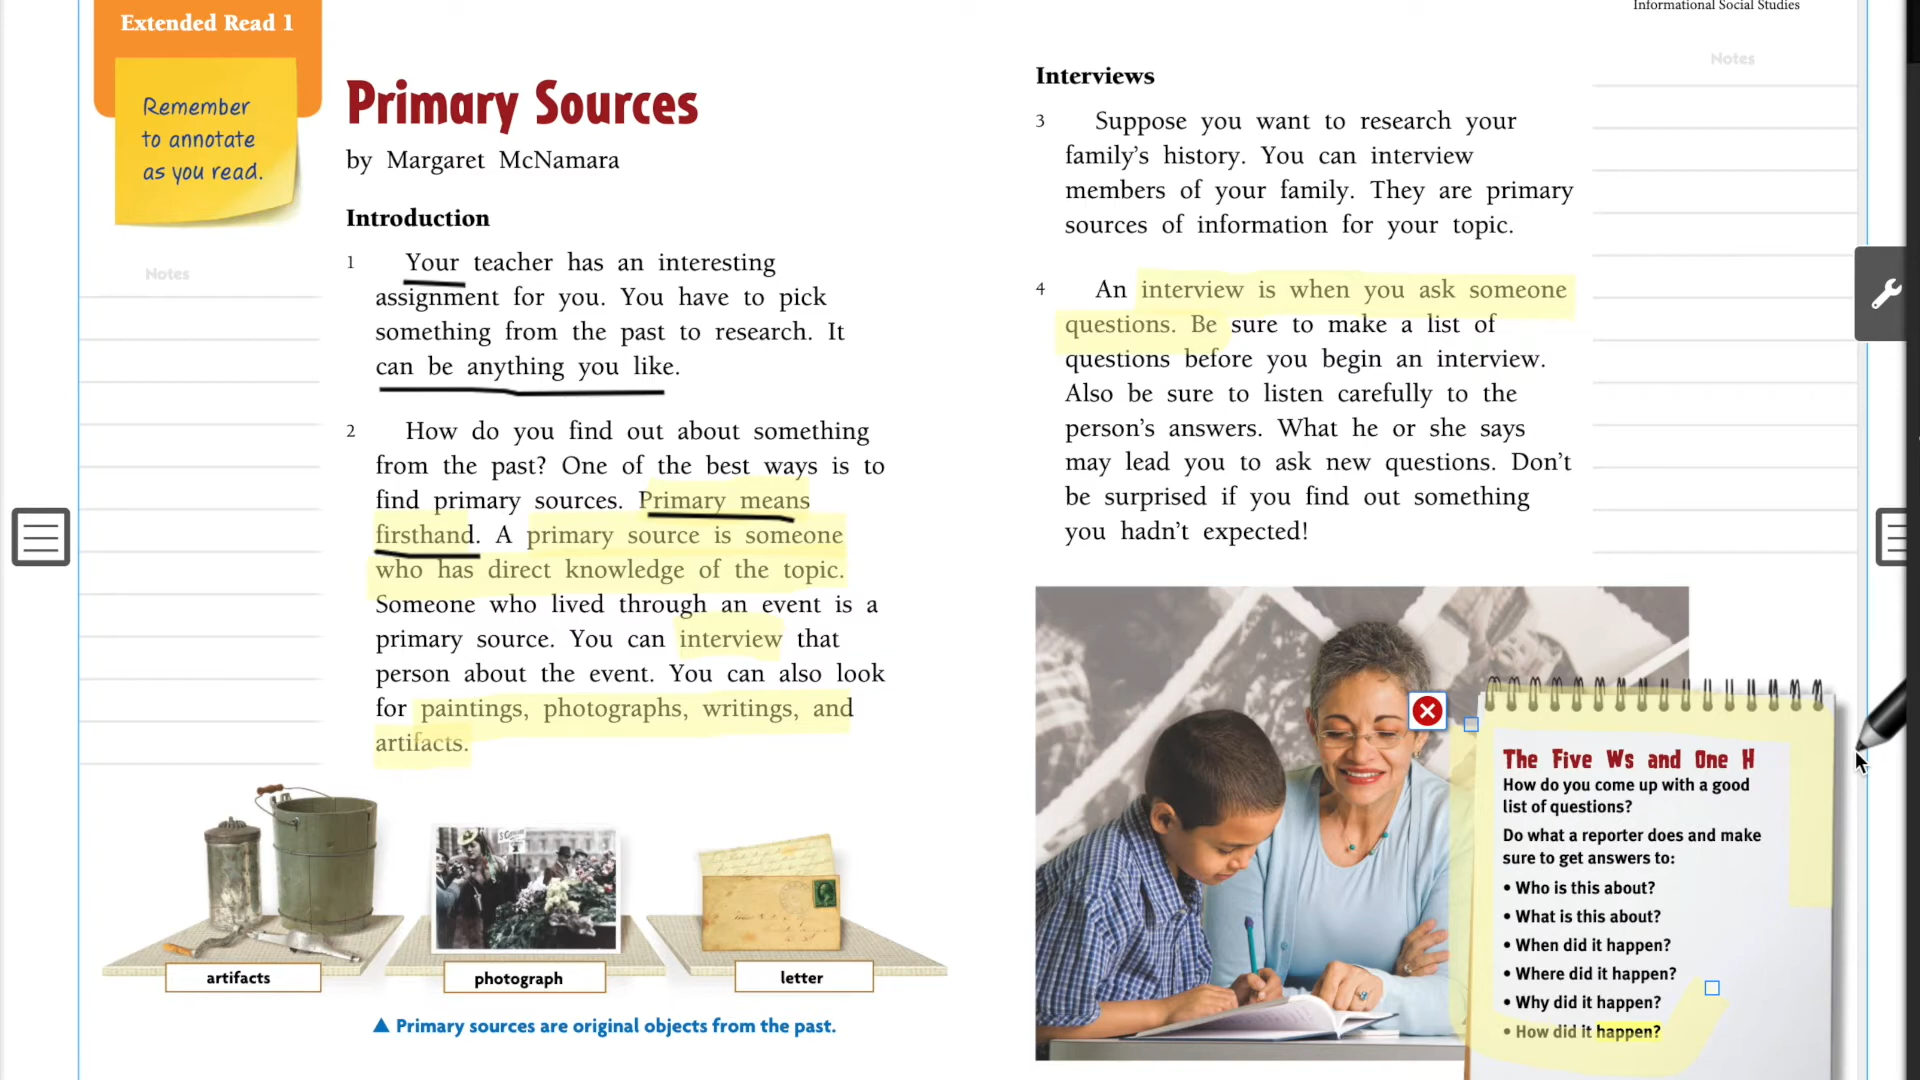 Extended Read 1
Remember
to annotate
as you read.
Notes
Primary Sources
by Margaret McNamara
Introduction
1 Your teacher has an interesting
assignment for you. You have to pick
something from the past to research. It
can be anything you like.
2 How do you find out about something
from the past? One of the best ways is to
find primary sources. Primary means
firsthand. A primary source is someone
who has direct knowledge of the topic.
Someone who lived through an event is a
primary source. You can interview that
person about the event. You can also look
for paintings, photographs, writings, and
artifacts.
artifacts
photograph
letter
▲ Primary sources are original objects from the past.
Informational Social Studies
Notes
Interviews
3 Suppose you want to research your
family's history. You can interview
members of your family. They are primary
sources of information for your topic.
4 An interview is when you ask someone
questions. Be sure to make a list of
questions before you begin an interview.
Also be sure to listen carefully to the
person's answers. What he or she says
may lead you to ask new questions. Don't
be surprised if you find out something
you hadn't expected!
The Five Ws and One H
How do you come up with a good
list of questions?
Do what a reporter does and make
sure to get answers to:
• Who is this about?
• What is this about?
• When did it happen?
• Where did it happen?
• Why did it happen?
• How did it happen?